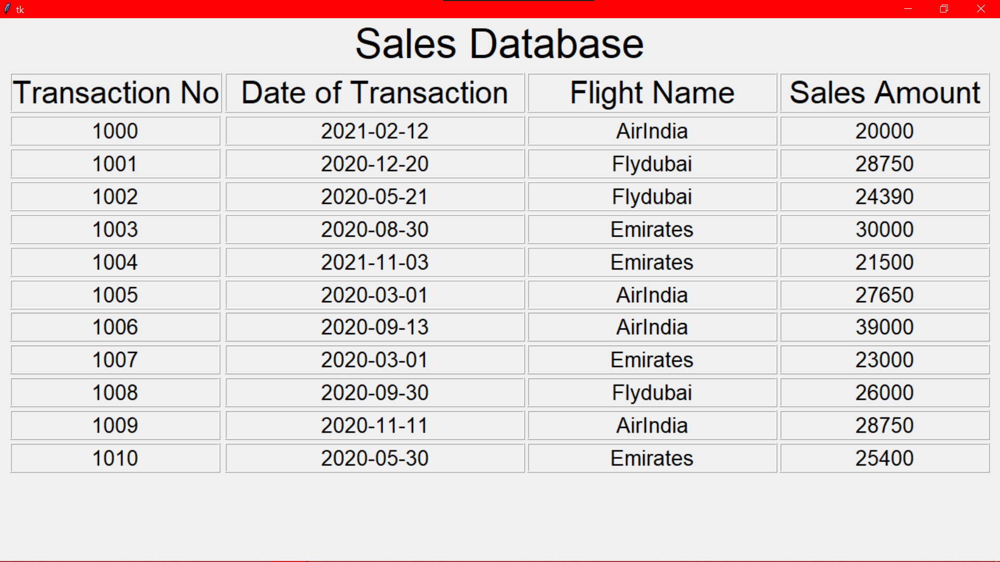 tk
Sales Database
Transaction No Date of Transaction Flight Name Sales Amount
1000 2021-02-12 AirIndia 20000
1001 2020-12-20 Flydubai 28750
1002 2020-05-21 Flydubai 24390
1003 2020-08-30 Emirates 30000
1004 2021-11-03 Emirates 21500
1005 2020-03-01 AirIndia 27650
1006 2020-09-13 AirIndia 39000
1007 2020-03-01 Emirates 23000
1008 2020-09-30 Flydubai 26000
1009 2020-11-11 AirIndia 28750
1010 2020-05-30 Emirates 25400